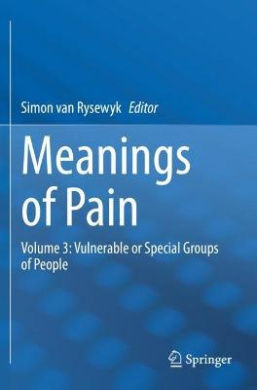 Simon van Rysewyk Editor
Meanings
of Pain
Volume 3: Vulnerable or Special Groups
of People
Springer